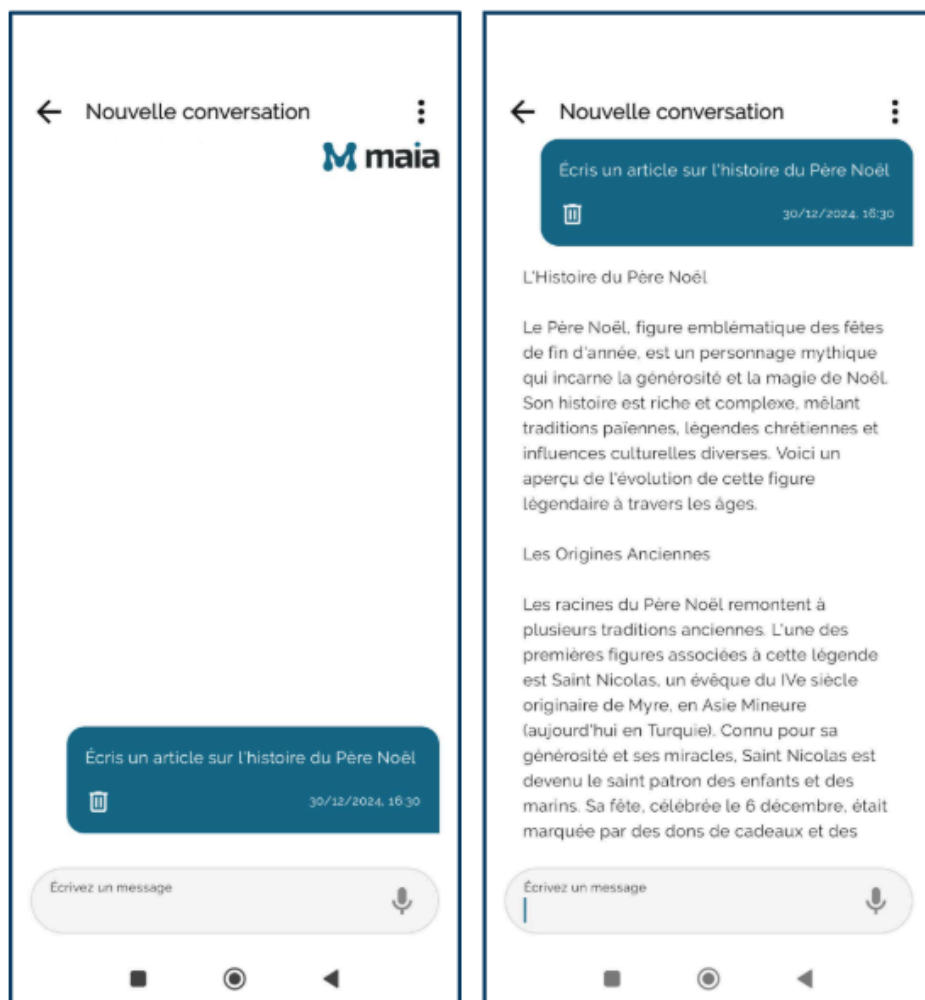 Nouvelle conversation
maia
Écris un article sur l'histoire du Père Noël
30/12/2024, 16:30
Écrivez un message
Nouvelle conversation
Écris un article sur l'histoire du Père Noël
30/12/2024, 16:30
L'Histoire du Père Noël
Le Père Noël, figure emblématique des fêtes
de fin d'année, est un personnage mythique
qui incarne la générosité et la magie de Noël.
Son histoire est riche et complexe, mêlant
traditions païennes, légendes chrétiennes et
influences culturelles diverses. Voici un
aperçu de l'évolution de cette figure
légendaire à travers les âges.
Les Origines Anciennes
Les racines du Père Noël remontent à
plusieurs traditions anciennes. L'une des
premières figures associées à cette légende
est Saint Nicolas, un évêque du IVe siècle
originaire de Myre, en Asie Mineure
(aujourd'hui en Turquie). Connu pour sa
générosité et ses miracles, Saint Nicolas est
devenu le saint patron des enfants et des
marins. Sa fête, célébrée le 6 décembre, était
marquée par des dons de cadeaux et des
Écrivez un message